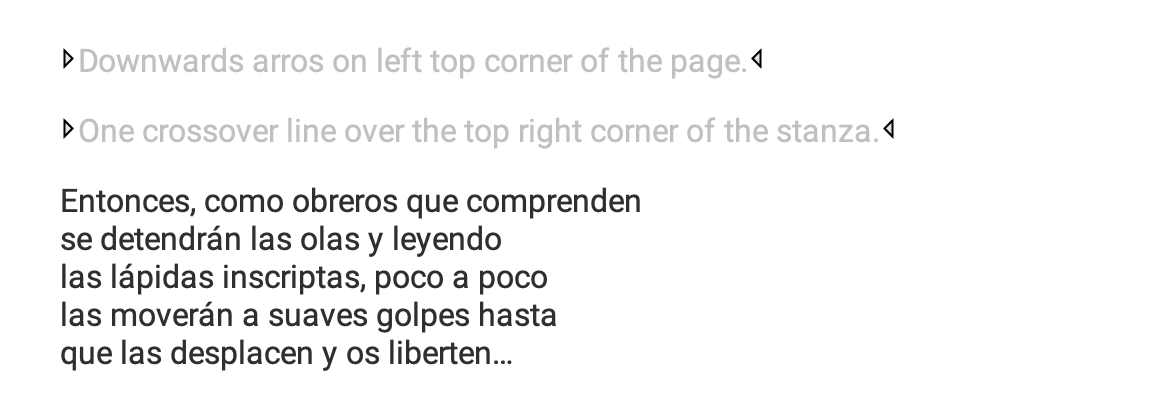 ▷Downwards arros on left top corner of the page.◁
▷One crossover line over the top right corner of the stanza.◁
Entonces, como obreros que comprenden
se detendrán las olas y leyendo
las lápidas inscriptas, poco a poco
las moverán a suaves golpes hasta
que las desplacen y os liberten…